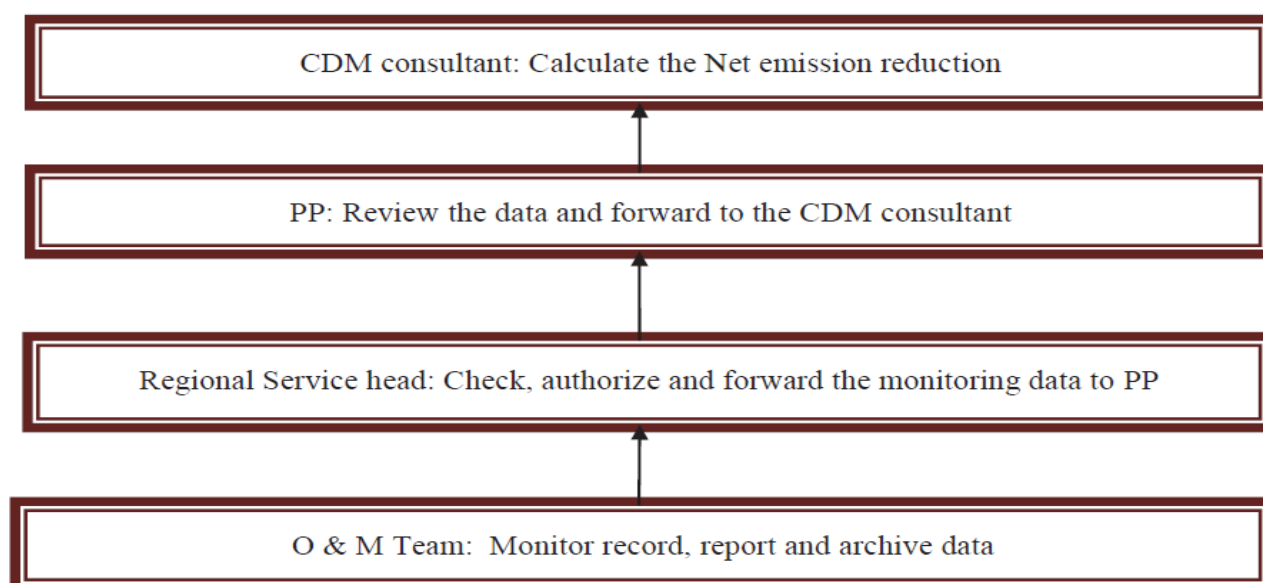 CDM consultant: Calculate the Net emission reduction
PP: Review the data and forward to the CDM consultant
Regional Service head: Check, authorize and forward the monitoring data to PP
O & M Team:  Monitor record, report and archive data